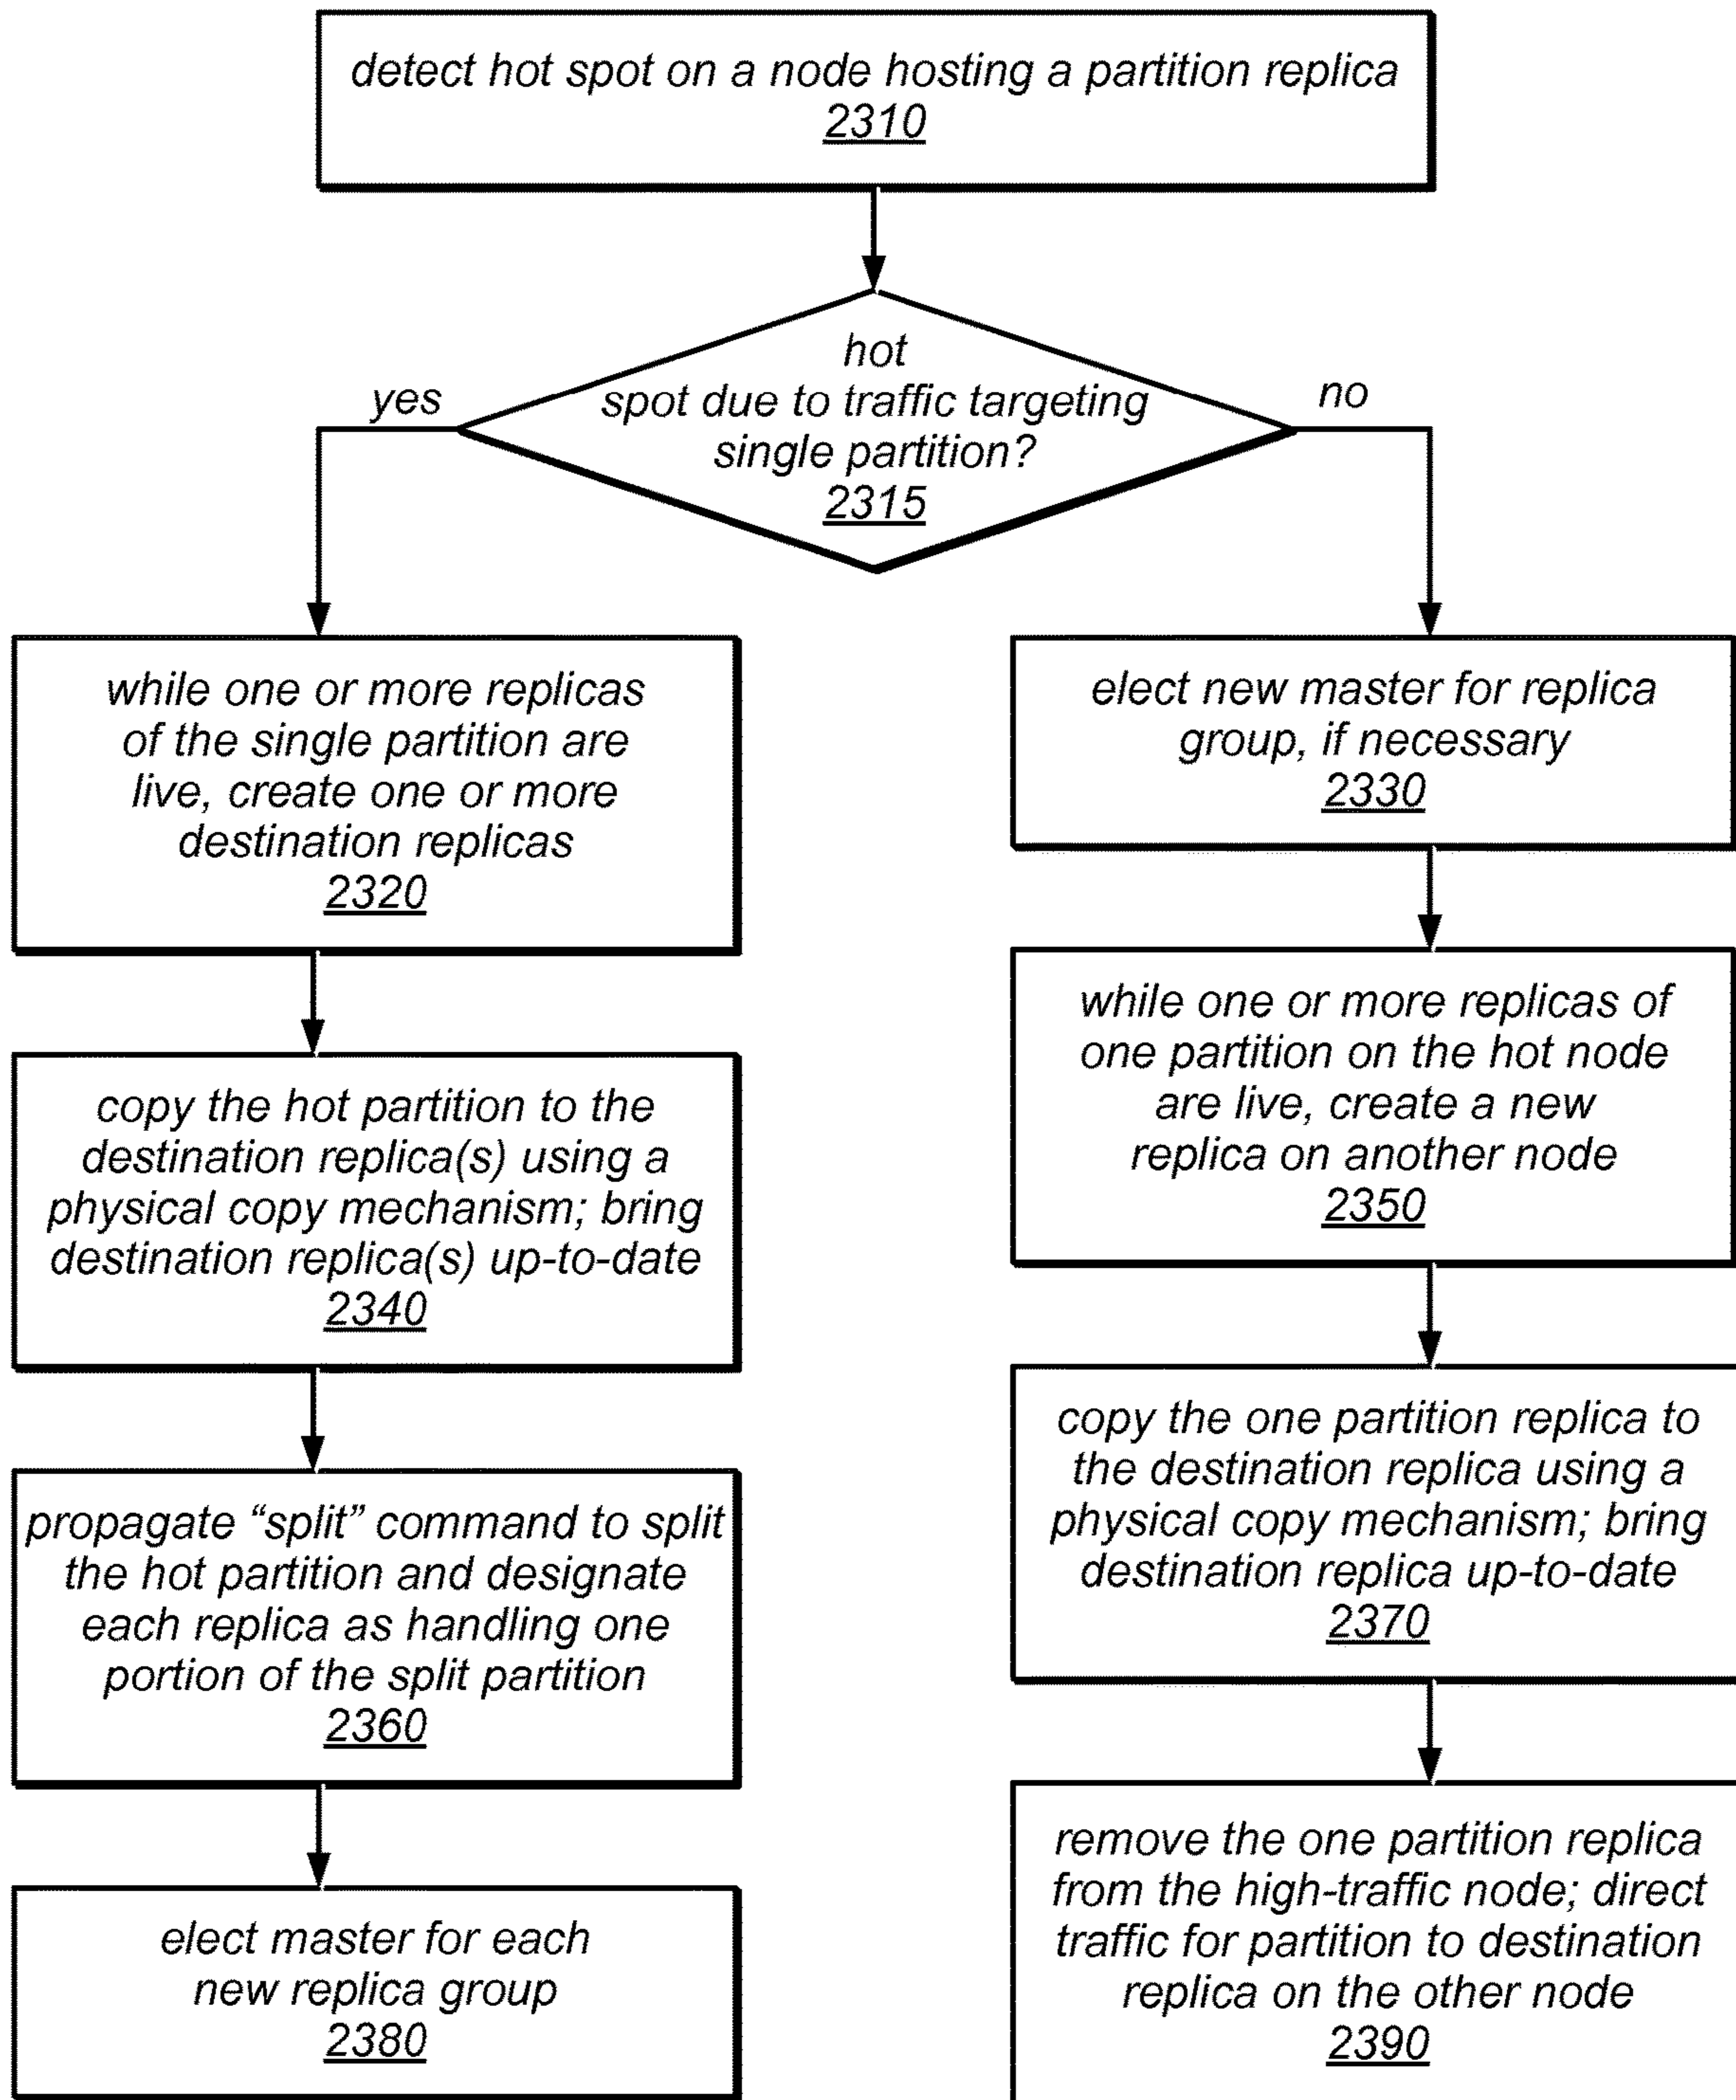 detect hot spot on a node hosting a partition replica
2310
hot
spot due to traffic targeting
single partition?
2315
yes
no
while one or more replicas
of the single partition are
live, create one or more
destination replicas
2320
copy the hot partition to the
destination replica(s) using a
physical copy mechanism; bring
destination replica(s) up-to-date
2340
propagate “split” command to split
the hot partition and designate
each replica as handling one
portion of the split partition
2360
elect master for each
new replica group
2380
elect new master for replica
group, if necessary
2330
while one or more replicas of
one partition on the hot node
are live, create a new
replica on another node
2350
copy the one partition replica to
the destination replica using a
physical copy mechanism; bring
destination replica up-to-date
2370
remove the one partition replica
from the high-traffic node; direct
traffic for partition to destination
replica on the other node
2390